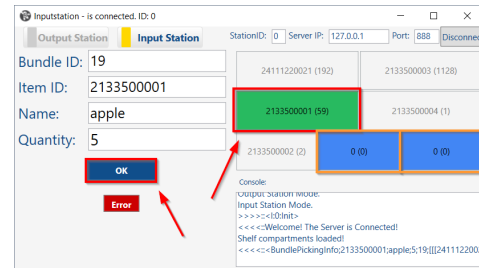 Inputstation - is connected. ID: 0
Output Station
Input Station
StationID: 0 Server IP: 127.0.0.1 Port: 888 Disconnec
Bundle ID: 19
Item ID: 2133500001
Name: apple
Quantity: 5
OK
Error
24111220021 (192)
2133500003 (1128)
2133500001 (59)
2133500004 (1)
2133500002 (2)
0 (0)
0 (0)
Console:
Output Station Mode.
Input Station Mode.
>>>>::<I:0:Init>
<<<<::Welcome! The Server is Connected!
Shelf compartments loaded!
<<<<::<BundlePickingInfo;2133500001;apple;5;19;[[[241112200